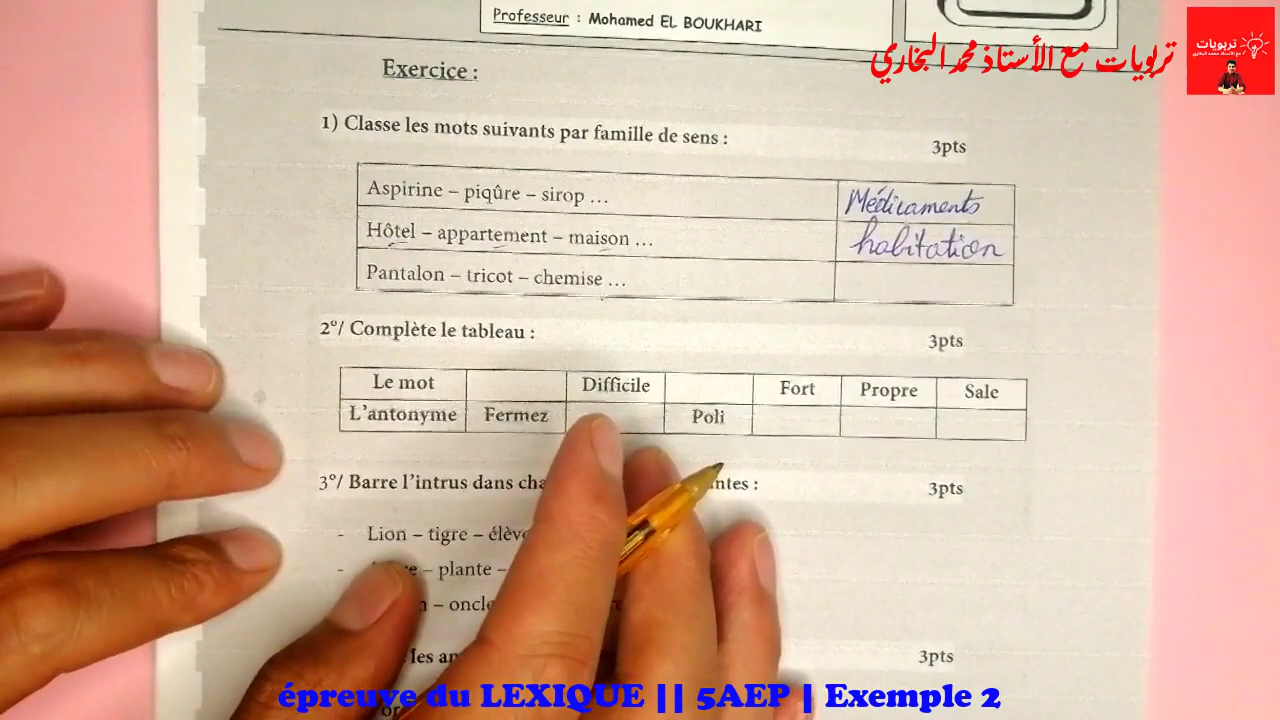 Professeur : Mohamed EL BOUKHARI
تربويات مع الأستاذ محمد البخاري
تربويات
Exercice :
1) Classe les mots suivants par famille de sens : 3pts
Aspirine – piqûre – sirop … Médicaments
Hôtel – appartement – maison … habitation
Pantalon – tricot – chemise …
2°/ Complète le tableau : 3pts
Le mot Difficile Fort Propre Sale
L'antonyme Fermez Poli
3°/ Barre l'intrus dans : 3pts
- Lion – tigre –
- – plante –
–
3pts
épreuve du LEXIQUE || 5AEP | Exemple 2